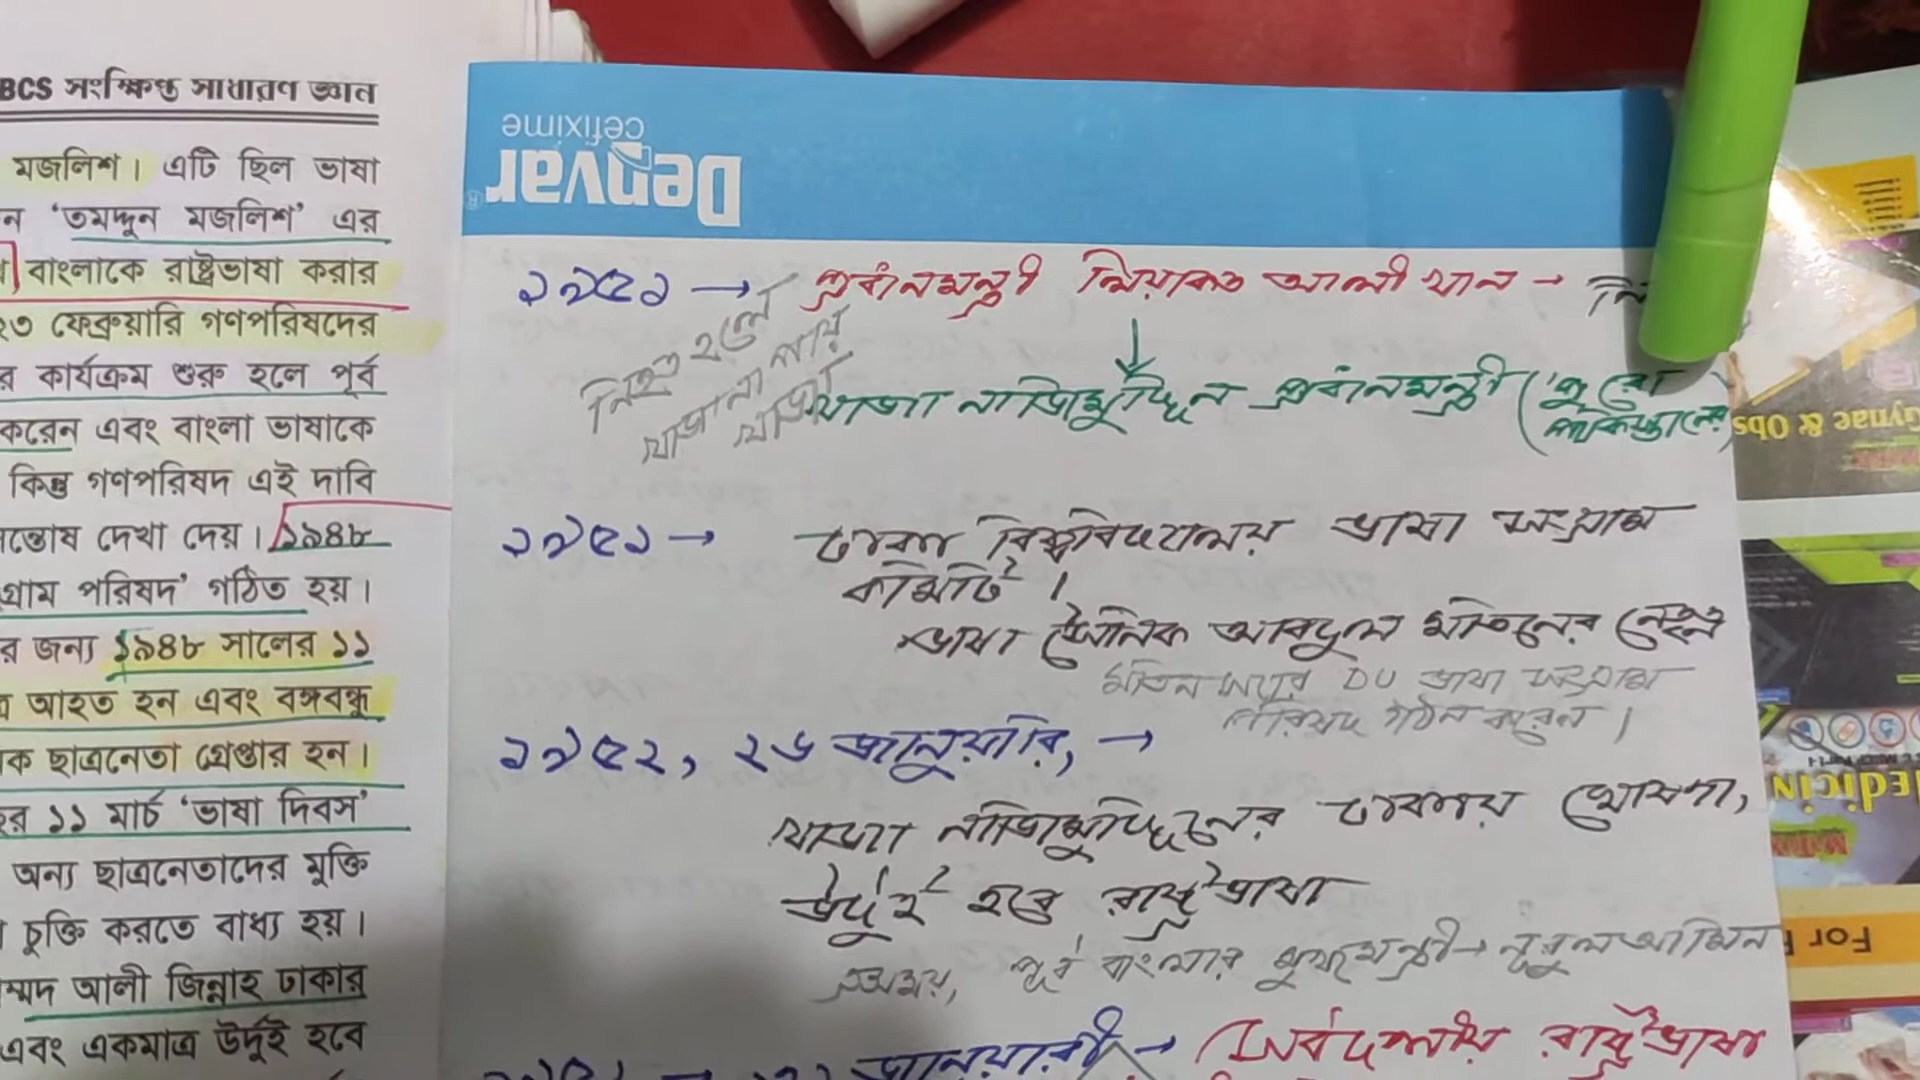 BCS সংক্ষিপ্ত সাধারণ জ্ঞান
মজলিশ। এটি ছিল ভাষা
ন ‘তমদ্দুন মজলিশ’ এর
বাংলাকে রাষ্ট্রভাষা করার
২৩ ফেব্রুয়ারি গণপরিষদের
র কার্যক্রম শুরু হলে পূর্ব
করেন এবং বাংলা ভাষাকে
কিন্তু গণপরিষদ এই দাবি
সন্তোষ দেখা দেয়। ১৯৪৮
গ্রাম পরিষদ’ গঠিত হয়।
র জন্য ১৯৪৮ সালের ১১
আহত হন এবং বঙ্গবন্ধু
ক ছাত্রনেতা গ্রেপ্তার হন।
র ১১ মার্চ ‘ভাষা দিবস’
অন্য ছাত্রনেতাদের মুক্তি
চুক্তি করতে বাধ্য হয়।
ম্মদ আলী জিন্নাহ ঢাকার
এবং একমাত্র উর্দুই হবে
Denvar®
cefixime
১৯৫১ → প্রধানমন্ত্রী লিয়াকত আলী খান → নি
নিহত হলে
খাজা নাজিমুদ্দিন প্রধানমন্ত্রী (পুরো
পাকিস্তানের)
১৯৫১ → ঢাকা বিশ্ববিদ্যালয় ভাষা সংগ্রাম
কমিটি।
ভাষা সৈনিক আবদুল মতিনের নেতৃত্বে
মতিন স্যার DU ভাষা সংগ্রাম
পরিষদ গঠন করেন।
১৯৫২, ২৬ জানুয়ারি, →
খাজা নাজিমুদ্দিনের ঢাকায় ঘোষণা,
উর্দুই হবে রাষ্ট্রভাষা
এসময়, পূর্ব বাংলার মুখ্যমন্ত্রী → নূরুল আমিন
জানুয়ারী → সর্বদলীয় রাষ্ট্রভাষা
Gynae & Obs
Medicin
For